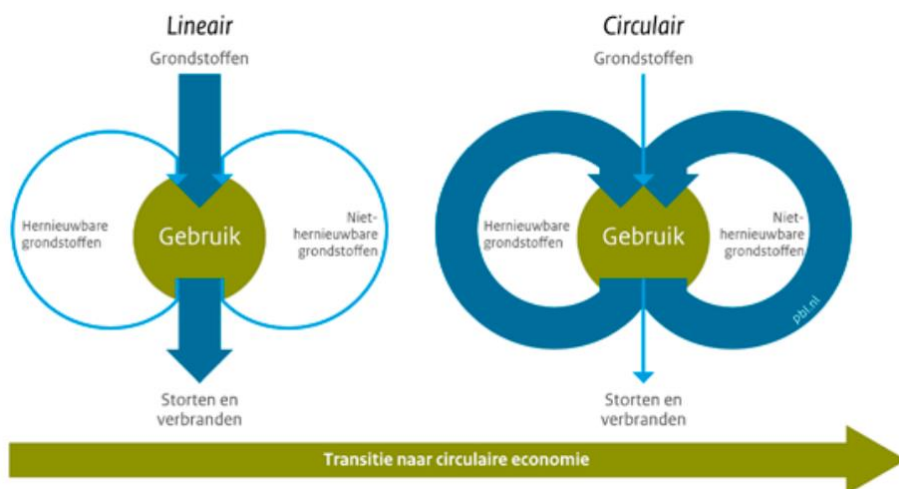 Lineair
Grondstoffen
Hernieuwbare
grondstoffen
Gebruik
Niet-
hernieuwbare
grondstoffen
Storten en
verbranden
Circulair
Grondstoffen
Hernieuwbare
grondstoffen
Gebruik
Niet-
hernieuwbare
grondstoffen
pbl.nl
Storten en
verbranden
Transitie naar circulaire economie